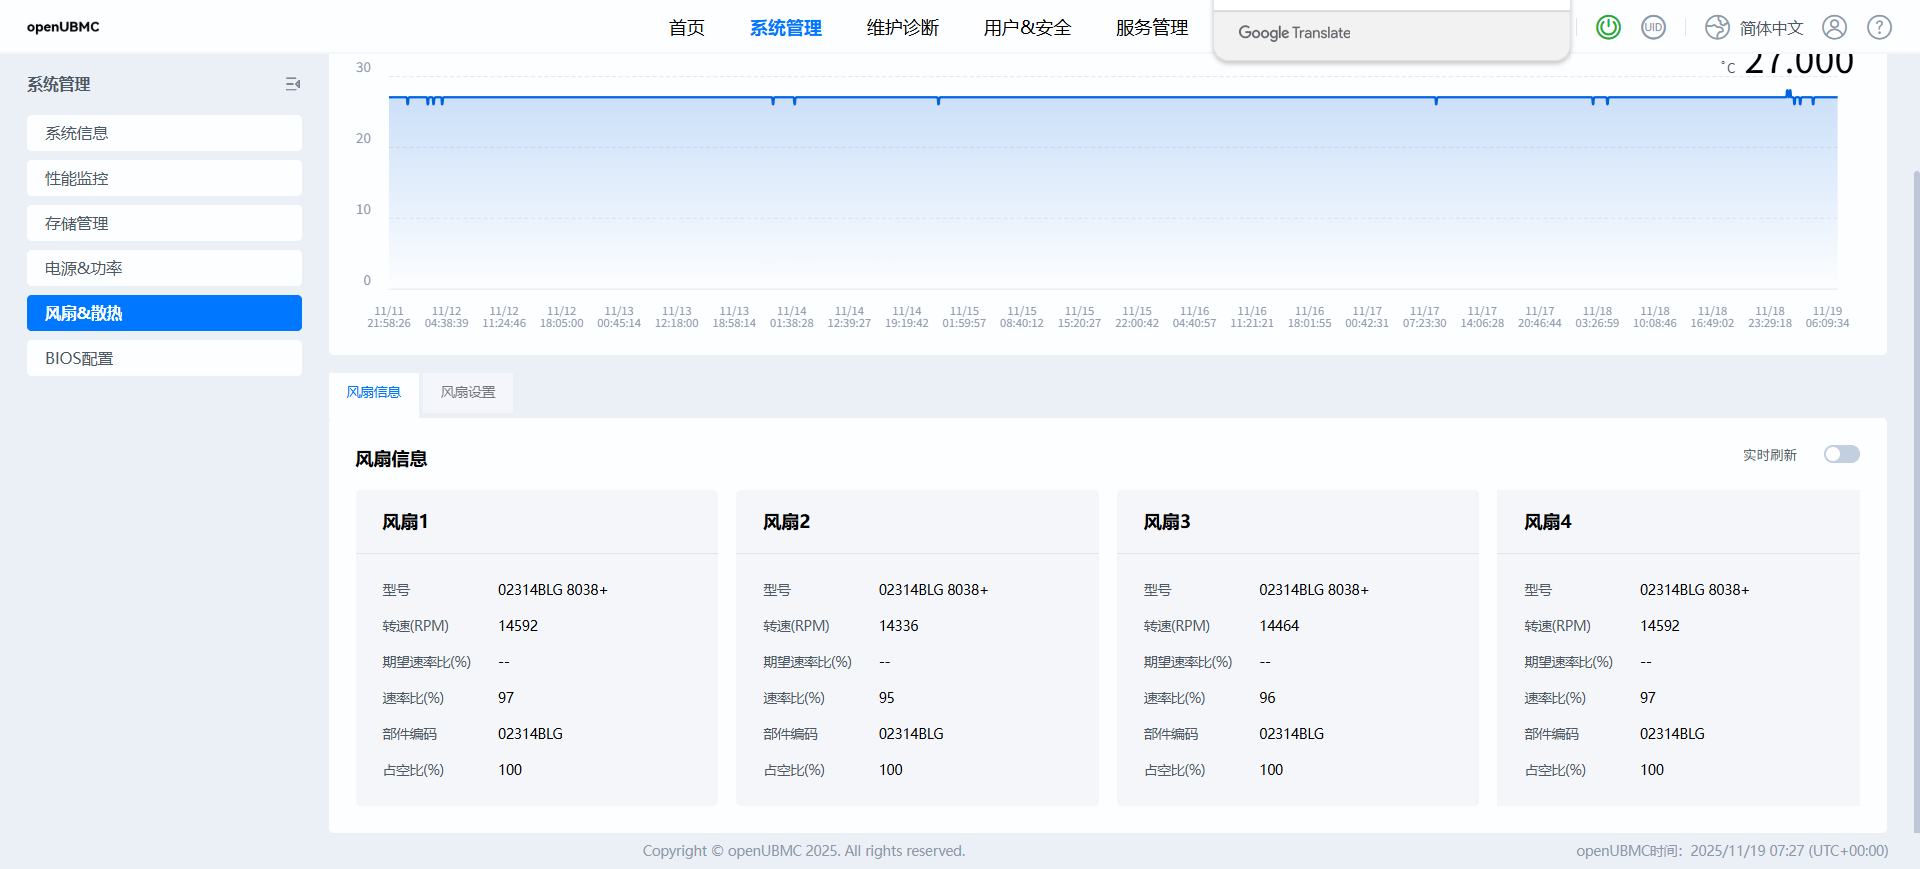 openUBMC
首页
系统管理
维护诊断
用户&安全
服务管理
Google Translate
UID
简体中文
系统管理
系统信息
性能监控
存储管理
电源&功率
风扇&散热
BIOS配置
°C 27.000
30
20
10
0
11/11 11/12 11/12 11/12 11/13 11/13 11/13 11/14 11/14 11/14 11/15 11/15 11/15 11/15 11/16 11/16 11/16 11/17 11/17 11/17 11/17 11/18 11/18 11/18 11/18 11/19
21:58:26 04:38:39 11:24:46 18:05:00 00:45:14 12:18:00 18:58:14 01:38:28 12:39:27 19:19:42 01:59:57 08:40:12 15:20:27 22:00:42 04:40:57 11:21:21 18:01:55 00:42:31 07:23:30 14:06:28 20:46:44 03:26:59 10:08:46 16:49:02 23:29:18 06:09:34
风扇信息
风扇设置
风扇信息
实时刷新
风扇1
型号 02314BLG 8038+
转速(RPM) 14592
期望速率比(%) --
速率比(%) 97
部件编码 02314BLG
占空比(%) 100
风扇2
型号 02314BLG 8038+
转速(RPM) 14336
期望速率比(%) --
速率比(%) 95
部件编码 02314BLG
占空比(%) 100
风扇3
型号 02314BLG 8038+
转速(RPM) 14464
期望速率比(%) --
速率比(%) 96
部件编码 02314BLG
占空比(%) 100
风扇4
型号 02314BLG 8038+
转速(RPM) 14592
期望速率比(%) --
速率比(%) 97
部件编码 02314BLG
占空比(%) 100
Copyright © openUBMC 2025. All rights reserved.
openUBMC时间：2025/11/19 07:27 (UTC+00:00)